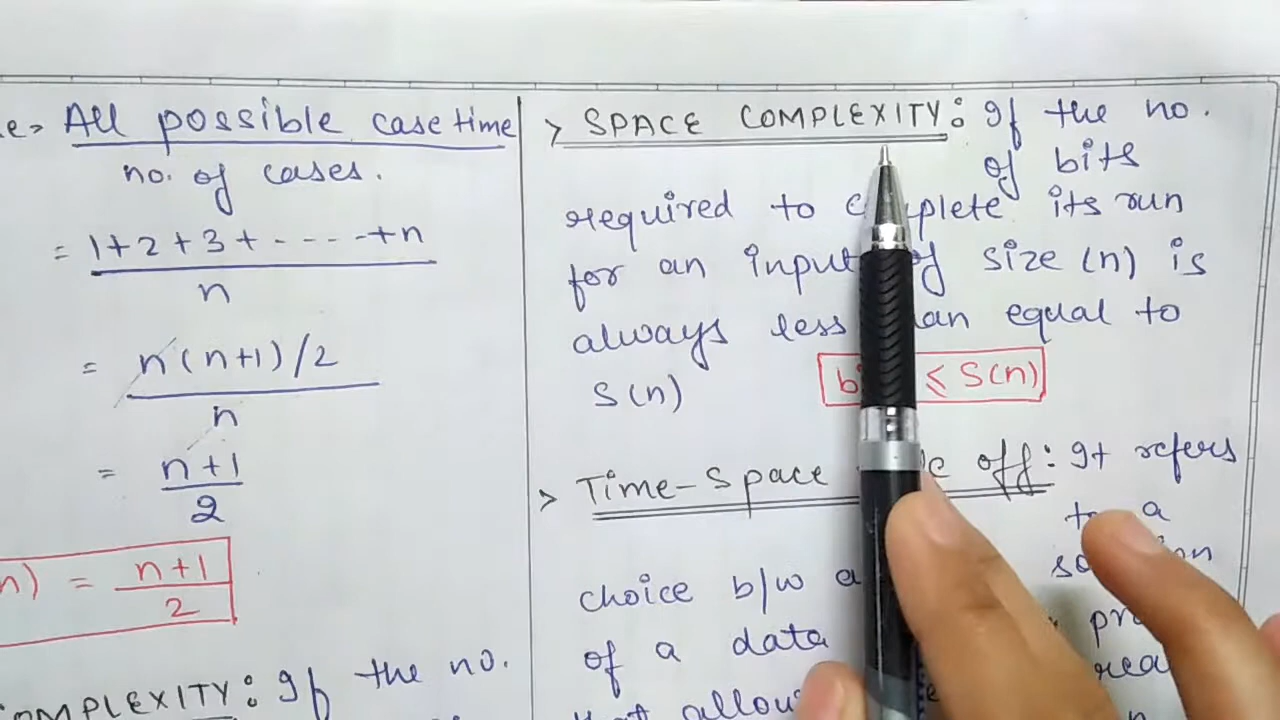 e => All possible case time
no. of cases.
= 1+2+3+-----+n
n
= n(n+1)/2
n
= n+1
2
n) = n+1
2
OMPLEXITY: If the no.
> SPACE COMPLEXITY: If the no.
of bits
required to complete its run
for an input of size (n) is
always less than equal to
S(n) ≤ S(n)
> Time-Space off: It refers
to a
choice b/w a
of a data
that allow